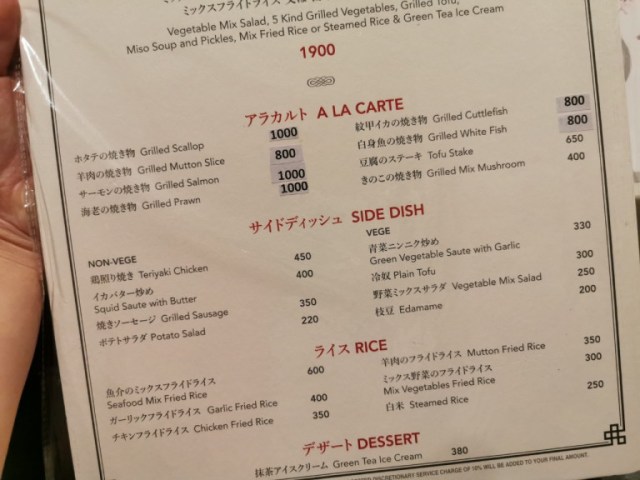 ミックスフライドライス
Vegetable Mix Salad, 5 Kind Grilled Vegetables, Grilled Tofu,
Miso Soup and Pickles, Mix Fried Rice or Steamed Rice & Green Tea Ice Cream
1900
アラカルト A LA CARTE
ホタテの焼き物 Grilled Scallop 1000
羊肉の焼き物 Grilled Mutton Slice 800
サーモンの焼き物 Grilled Salmon 1000
海老の焼き物 Grilled Prawn 1000
紋甲イカの焼き物 Grilled Cuttlefish 800
白身魚の焼き物 Grilled White Fish 800
豆腐のステーキ Tofu Stake 650
きのこの焼き物 Grilled Mix Mushroom 400
サイドディッシュ SIDE DISH
NON-VEGE
鶏照り焼き Teriyaki Chicken 450
イカバター炒め 400
Squid Saute with Butter
焼きソーセージ Grilled Sausage 350
ポテトサラダ Potato Salad 220
VEGE
青菜ニンニク炒め 330
Green Vegetable Saute with Garlic
冷奴 Plain Tofu 300
野菜ミックスサラダ Vegetable Mix Salad 250
枝豆 Edamame 200
ライス RICE
魚介のミックスフライドライス 600
Seafood Mix Fried Rice
ガーリックフライドライス Garlic Fried Rice 400
チキンフライドライス Chicken Fried Rice 350
羊肉のフライドライス Mutton Fried Rice 350
ミックス野菜のフライドライス 300
Mix Vegetables Fried Rice
白米 Steamed Rice 250
デザート DESSERT
抹茶アイスクリーム Green Tea Ice Cream 380
DISCRETIONARY SERVICE CHARGE OF 10% WILL BE ADDED TO YOUR FINAL AMOUNT.